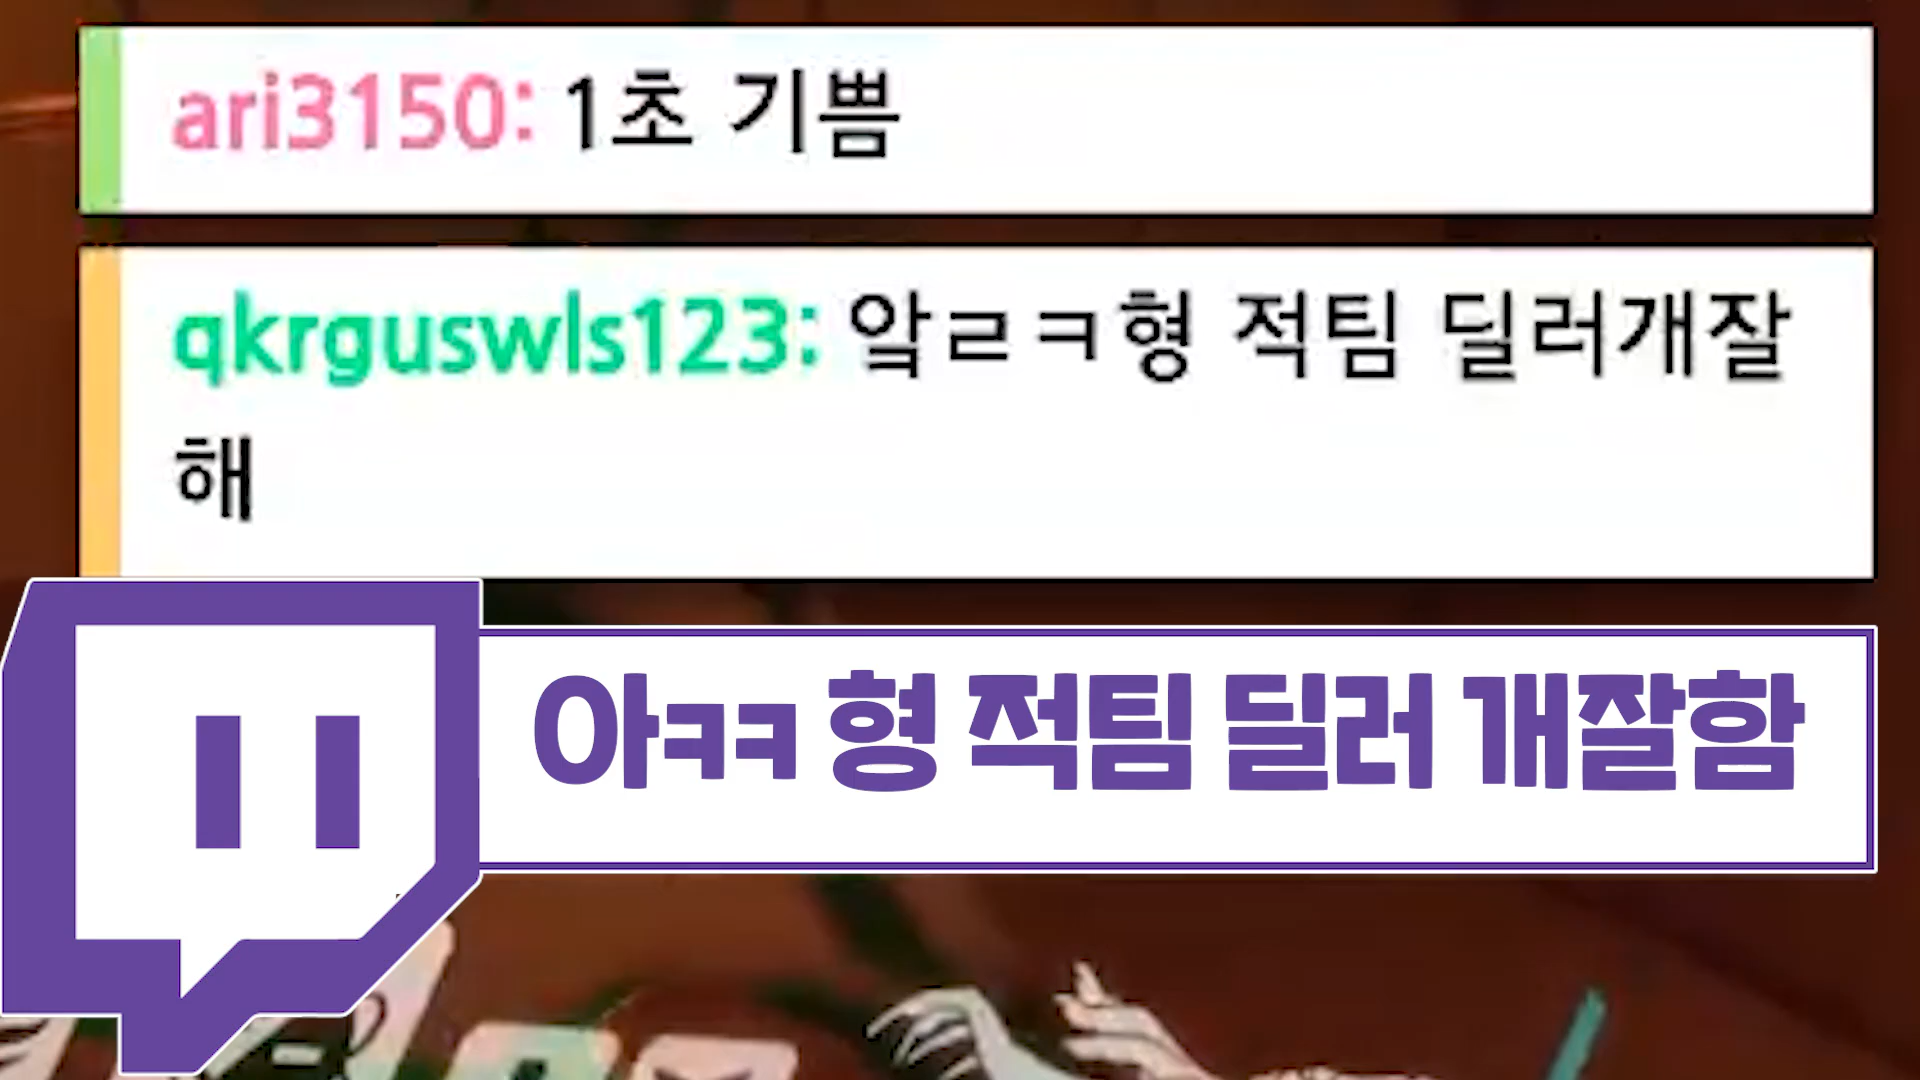 ari3150: 1초 기쁨
qkrguswls123: 앜ㄹㅋ형 적팀 딜러개잘
해
아ㅋㅋ 형 적팀 딜러 개잘함